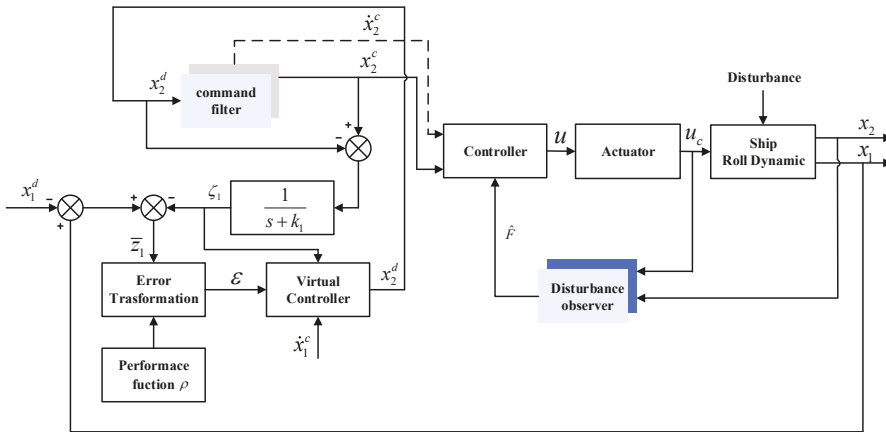 ẋ₂ᶜ
x₂ᶜ
x₂ᵈ
command
filter
Disturbance
+
-
-
Controller
u
Actuator
u_c
Ship
Roll Dynamic
x₂
x₁
x₁ᵈ
-
+
+
-
ζ₁
1
s + k₁
F̂
z̄₁
Error
Trasformation
ε
Virtual
Controller
x₂ᵈ
Disturbance
observer
ẋ₁ᶜ
Performace
fuction ρ